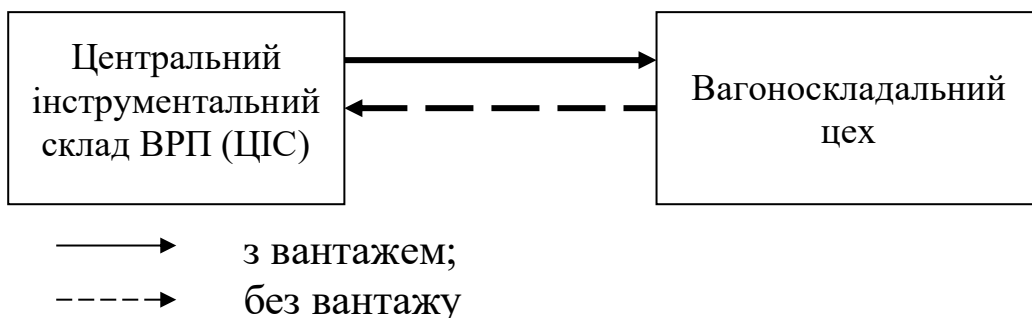 Центральний
інструментальний
склад ВРП (ЦІС)
Вагоноскладальний
цех
з вантажем;
без вантажу